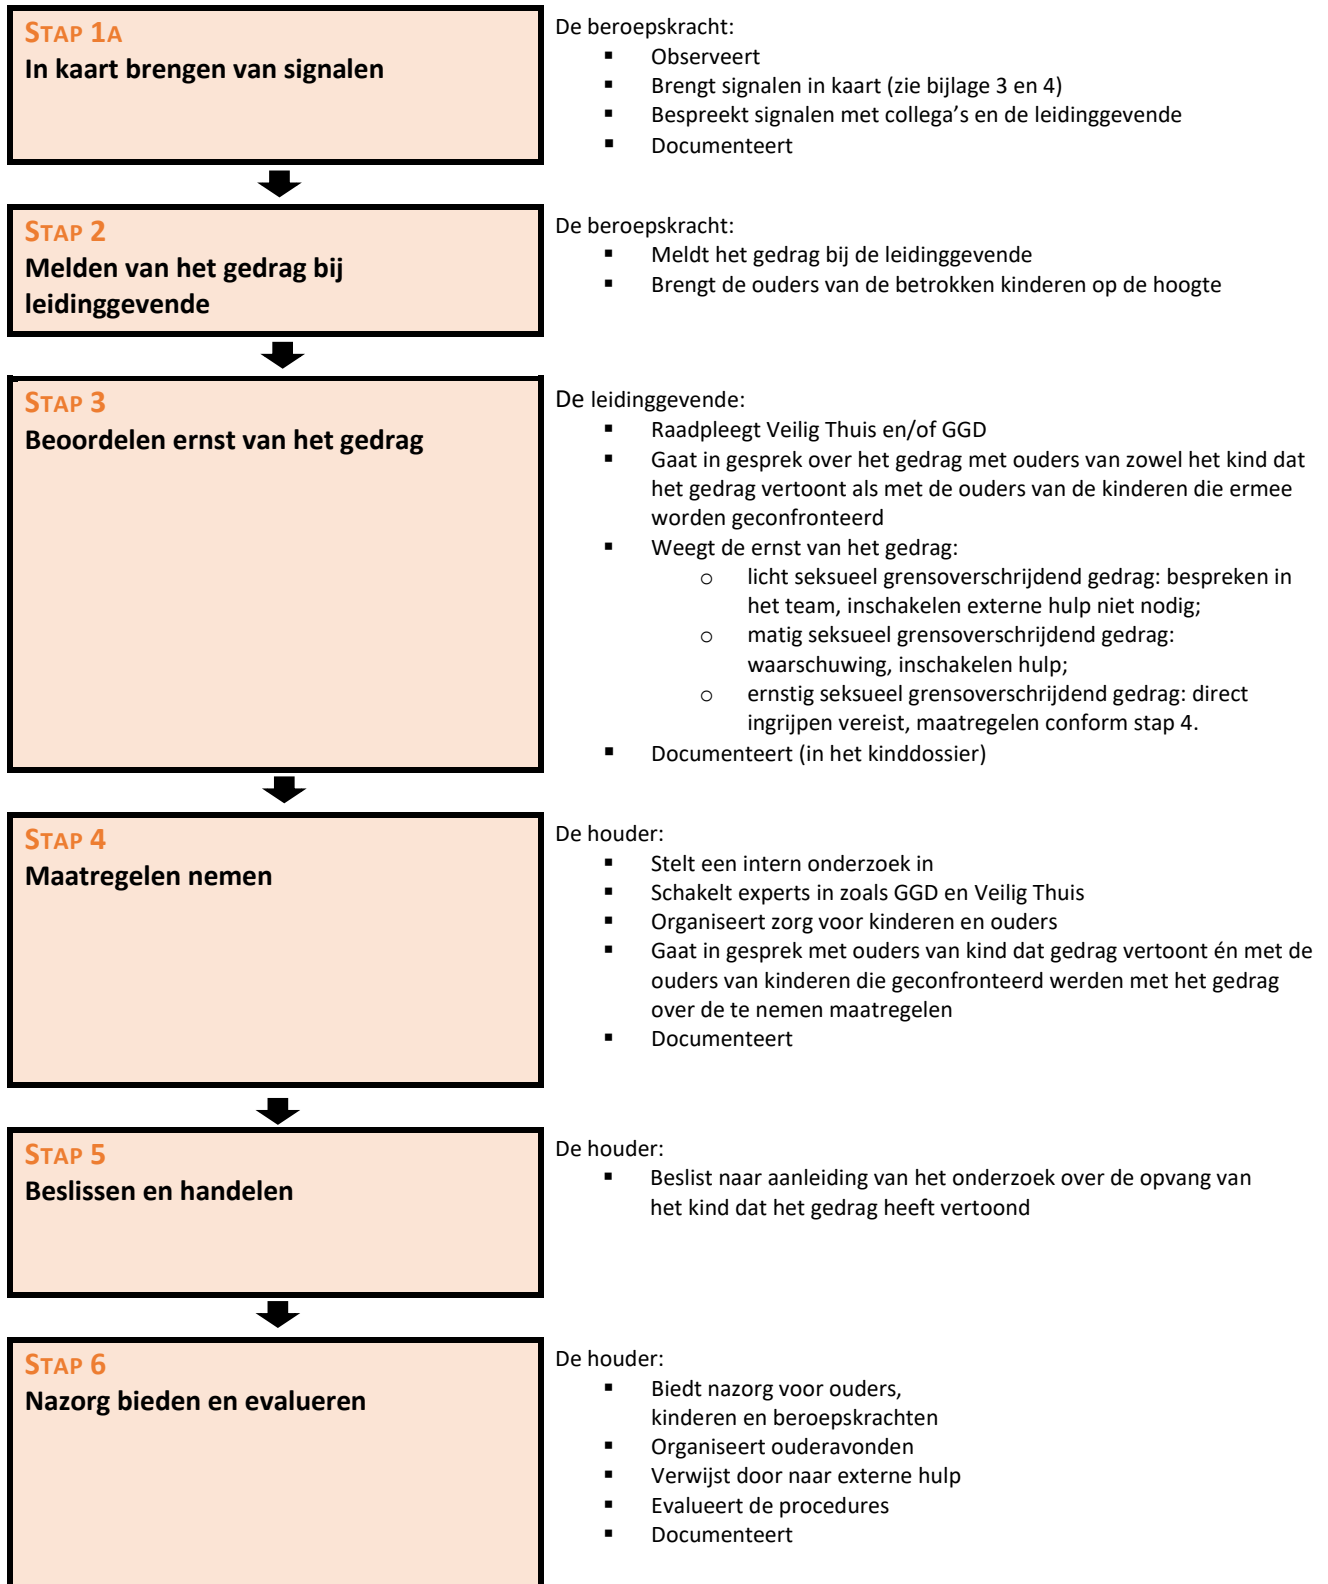 STAP 1A
In kaart brengen van signalen
De beroepskracht:
▪ Observeert
▪ Brengt signalen in kaart (zie bijlage 3 en 4)
▪ Bespreekt signalen met collega’s en de leidinggevende
▪ Documenteert
STAP 2
Melden van het gedrag bij
leidinggevende
De beroepskracht:
▪ Meldt het gedrag bij de leidinggevende
▪ Brengt de ouders van de betrokken kinderen op de hoogte
STAP 3
Beoordelen ernst van het gedrag
De leidinggevende:
▪ Raadpleegt Veilig Thuis en/of GGD
▪ Gaat in gesprek over het gedrag met ouders van zowel het kind dat
het gedrag vertoont als met de ouders van de kinderen die ermee
worden geconfronteerd
▪ Weegt de ernst van het gedrag:
o licht seksueel grensoverschrijdend gedrag: bespreken in
het team, inschakelen externe hulp niet nodig;
o matig seksueel grensoverschrijdend gedrag:
waarschuwing, inschakelen hulp;
o ernstig seksueel grensoverschrijdend gedrag: direct
ingrijpen vereist, maatregelen conform stap 4.
▪ Documenteert (in het kinddossier)
STAP 4
Maatregelen nemen
De houder:
▪ Stelt een intern onderzoek in
▪ Schakelt experts in zoals GGD en Veilig Thuis
▪ Organiseert zorg voor kinderen en ouders
▪ Gaat in gesprek met ouders van kind dat gedrag vertoont én met de
ouders van kinderen die geconfronteerd werden met het gedrag
over de te nemen maatregelen
▪ Documenteert
STAP 5
Beslissen en handelen
De houder:
▪ Beslist naar aanleiding van het onderzoek over de opvang van
het kind dat het gedrag heeft vertoond
STAP 6
Nazorg bieden en evalueren
De houder:
▪ Biedt nazorg voor ouders,
kinderen en beroepskrachten
▪ Organiseert ouderavonden
▪ Verwijst door naar externe hulp
▪ Evalueert de procedures
▪ Documenteert